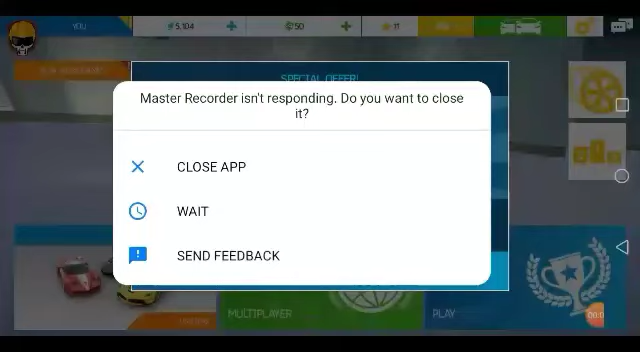 YOU
5,104
50
11
SPECIAL OFFER!
Master Recorder isn't responding. Do you want to close
it?
CLOSE APP
WAIT
SEND FEEDBACK
MULTIPLAYER
PLAY